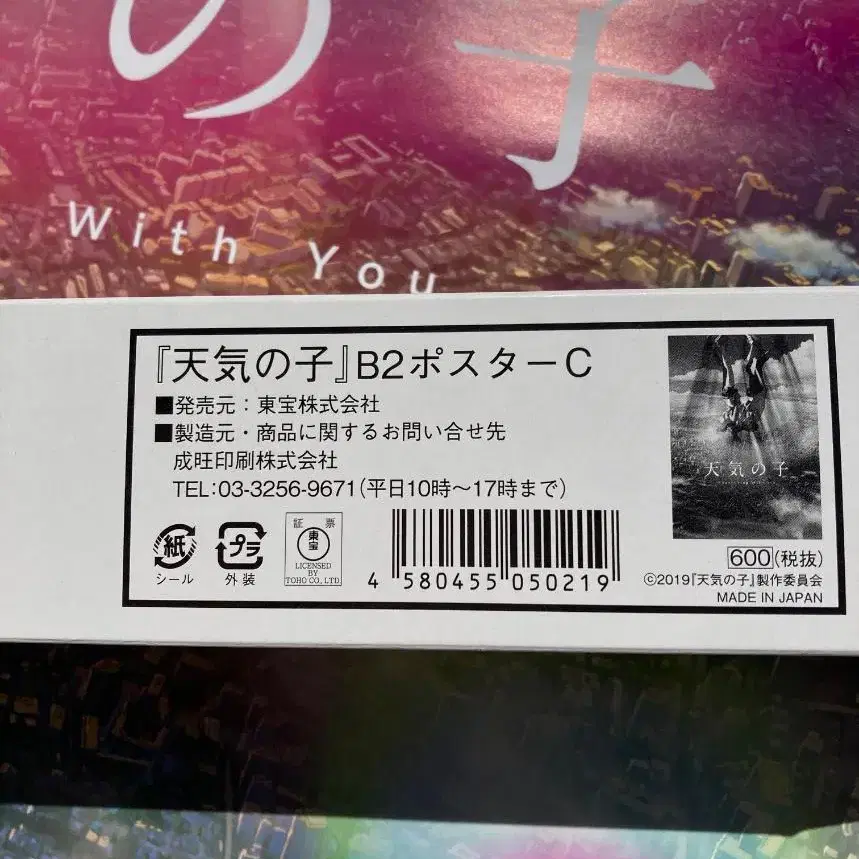 の子
With You
『天気の子』B2ポスターC
■発売元：東宝株式会社
■製造元・商品に関するお問い合せ先
成旺印刷株式会社
TEL:03-3256-9671(平日10時〜17時まで)
天気の子
紙
シール
プラ
外装
証 票
東宝
LICENSED
BY
TOHO CO., LTD.
4 580455 050219
600(税抜)
©2019『天気の子』製作委員会
MADE IN JAPAN